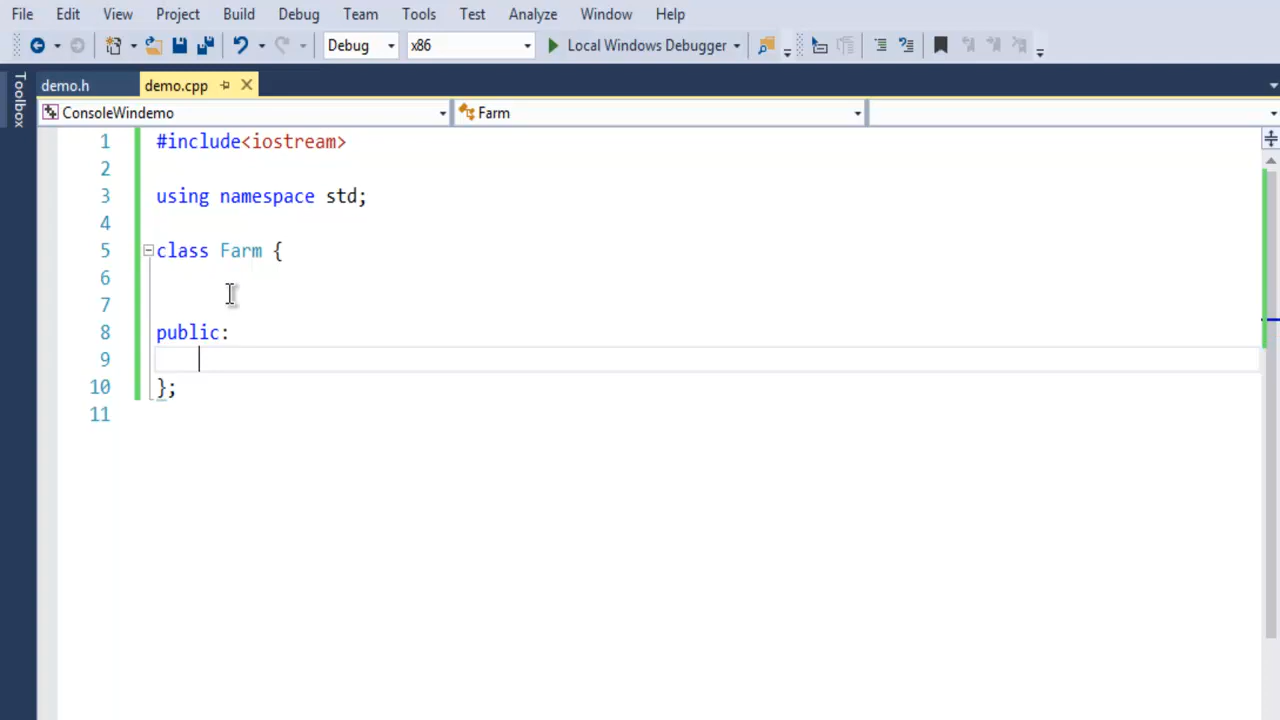 File Edit View Project Build Debug Team Tools Test Analyze Window Help
Debug x86 Local Windows Debugger
Toolbox
demo.h demo.cpp
ConsoleWindemo Farm
1 #include<iostream>
2
3 using namespace std;
4
5 class Farm {
6
7
8 public:
9
10 };
11